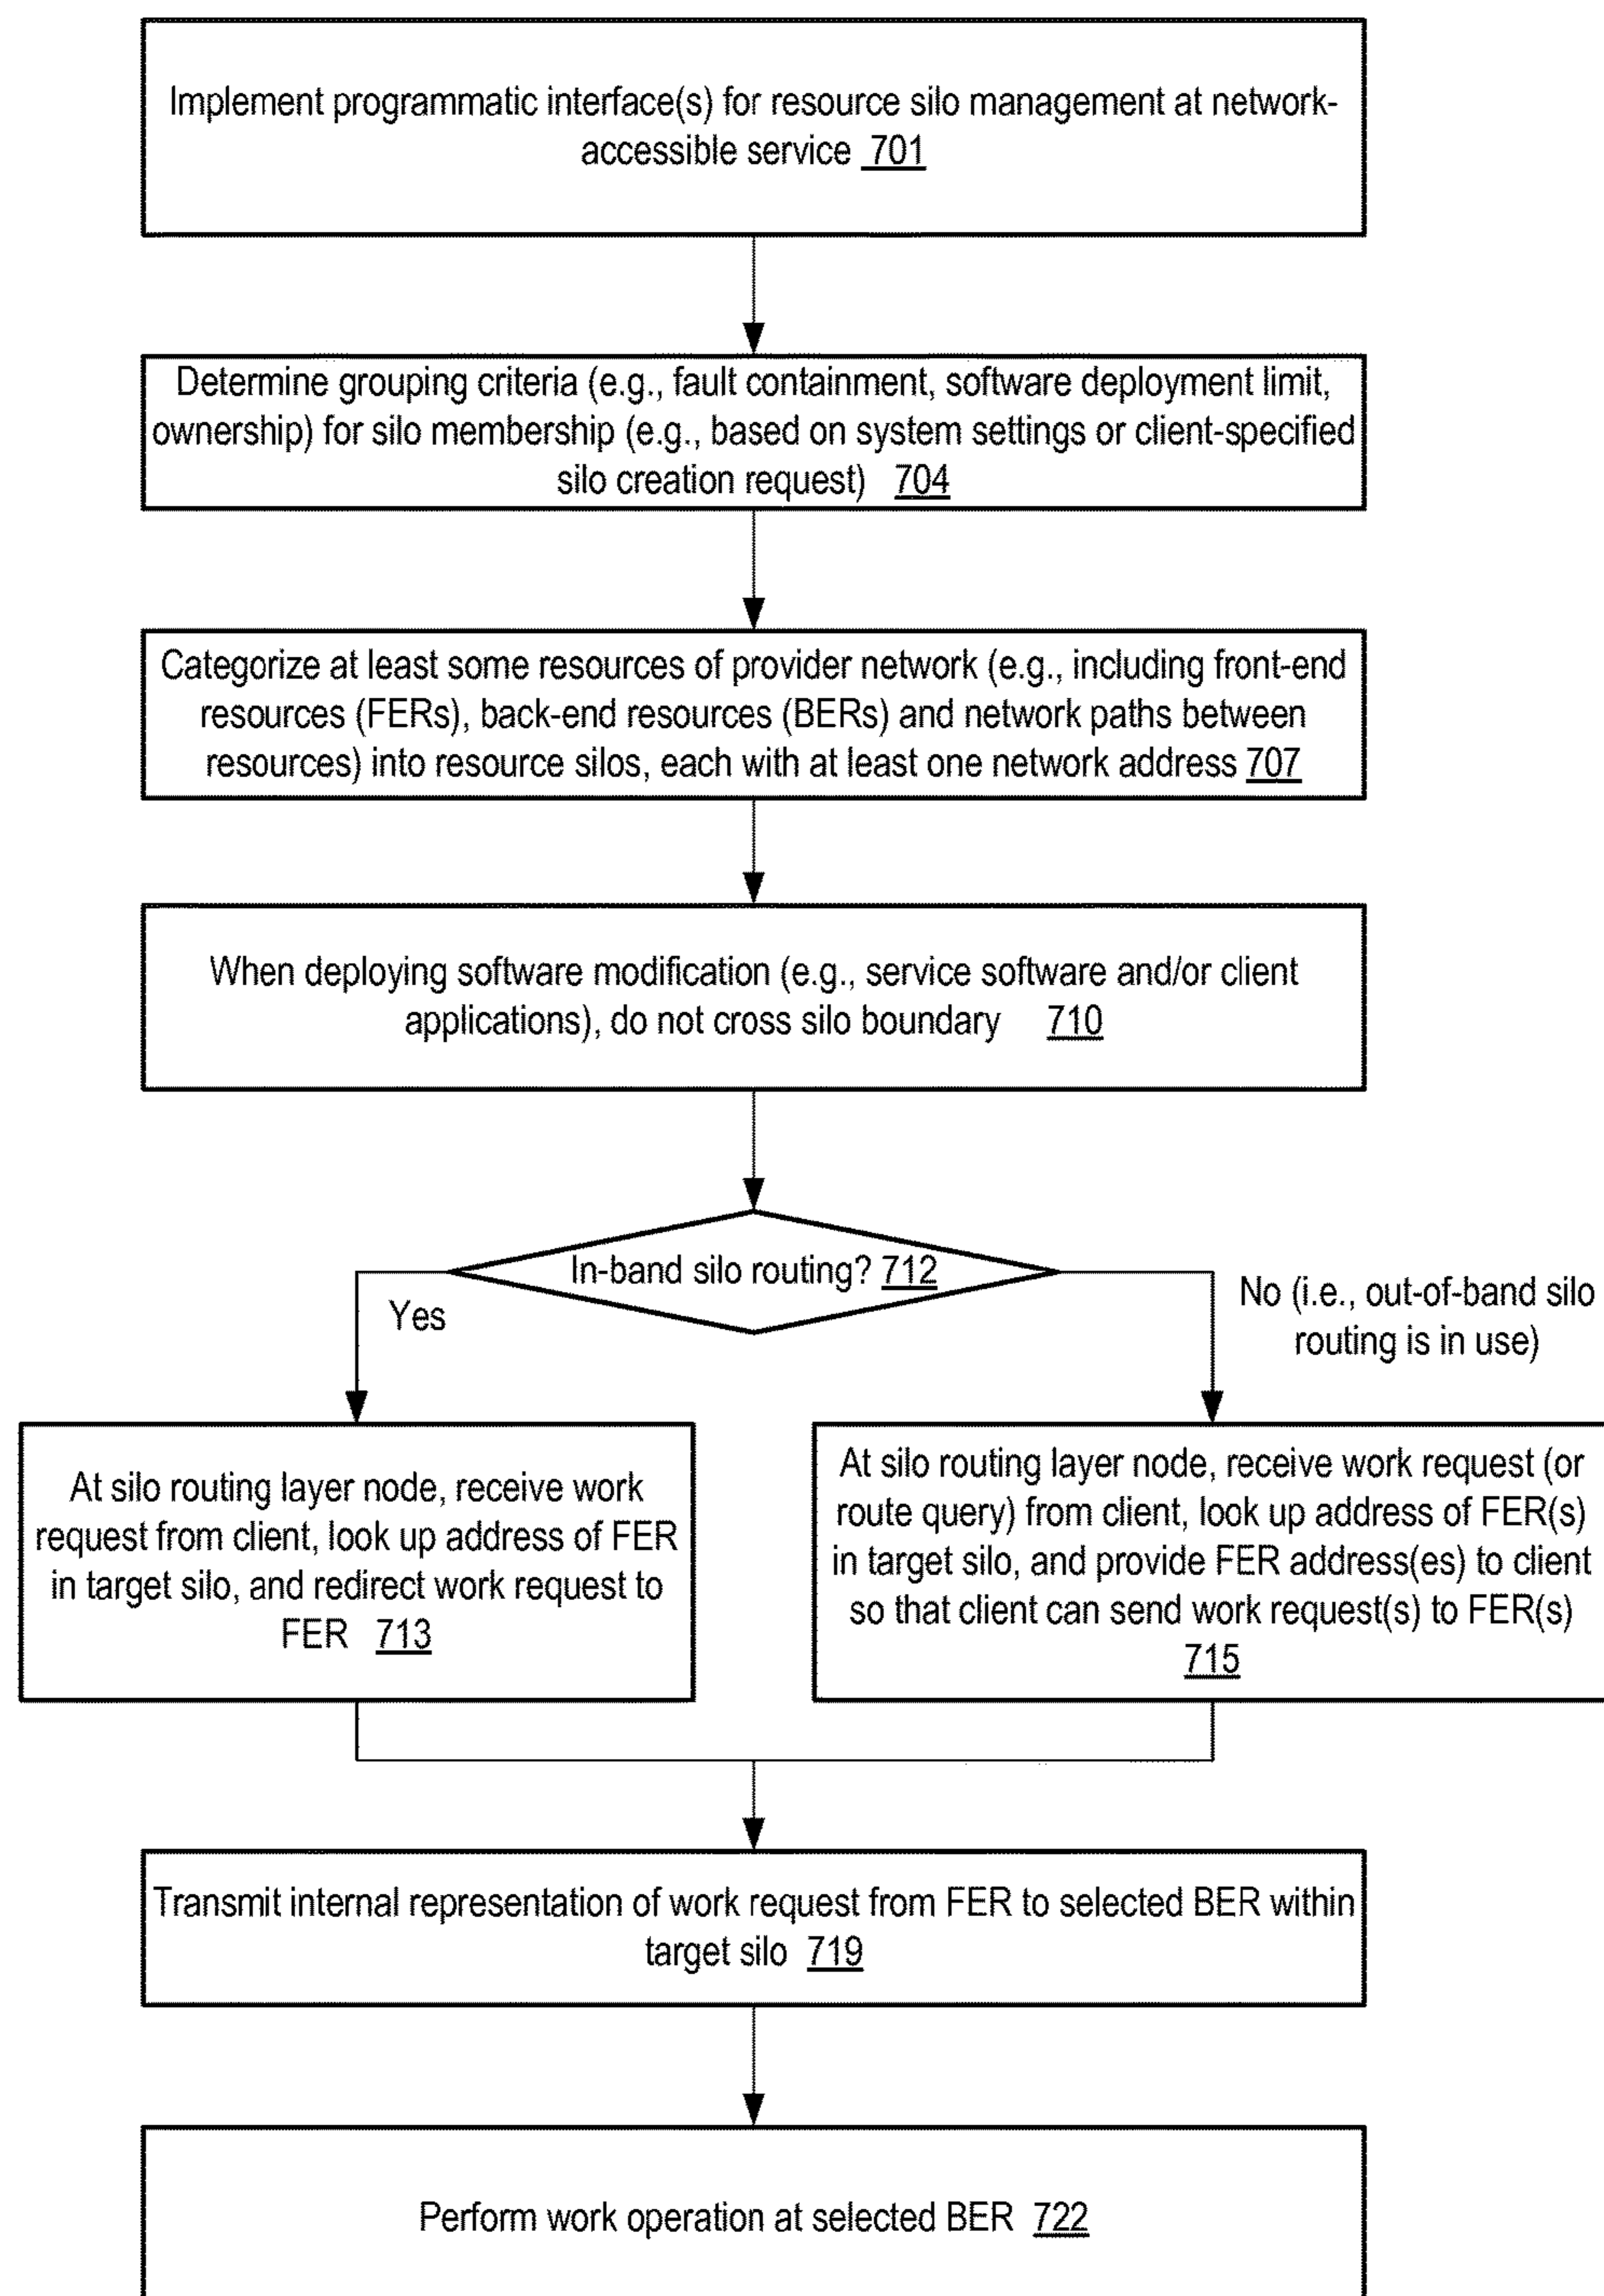 Implement programmatic interface(s) for resource silo management at network-
accessible service 701
Determine grouping criteria (e.g., fault containment, software deployment limit,
ownership) for silo membership (e.g., based on system settings or client-specified
silo creation request) 704
Categorize at least some resources of provider network (e.g., including front-end
resources (FERs), back-end resources (BERs) and network paths between
resources) into resource silos, each with at least one network address 707
When deploying software modification (e.g., service software and/or client
applications), do not cross silo boundary 710
In-band silo routing? 712
Yes
No (i.e., out-of-band silo
routing is in use)
At silo routing layer node, receive work
request from client, look up address of FER
in target silo, and redirect work request to
FER 713
At silo routing layer node, receive work request (or
route query) from client, look up address of FER(s)
in target silo, and provide FER address(es) to client
so that client can send work request(s) to FER(s)
715
Transmit internal representation of work request from FER to selected BER within
target silo 719
Perform work operation at selected BER 722